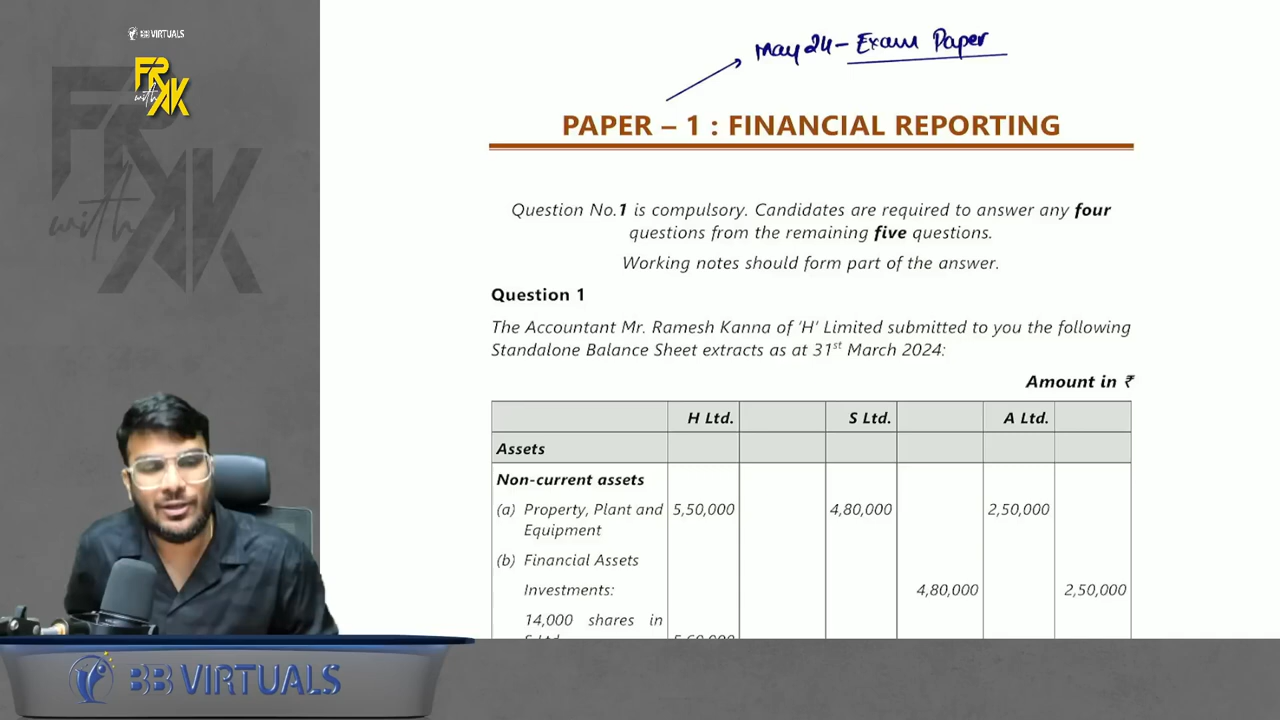 BB VIRTUALS
FR
with
AK
FR
with AK
May 24 - Exam Paper
PAPER – 1 : FINANCIAL REPORTING
Question No.1 is compulsory. Candidates are required to answer any four
questions from the remaining five questions.
Working notes should form part of the answer.
Question 1
The Accountant Mr. Ramesh Kanna of ‘H’ Limited submitted to you the following
Standalone Balance Sheet extracts as at 31st March 2024:
Amount in ₹
H Ltd. S Ltd. A Ltd.
Assets
Non-current assets
(a) Property, Plant and 5,50,000 4,80,000 2,50,000
Equipment
(b) Financial Assets
Investments: 4,80,000 2,50,000
14,000 shares in
BB VIRTUALS